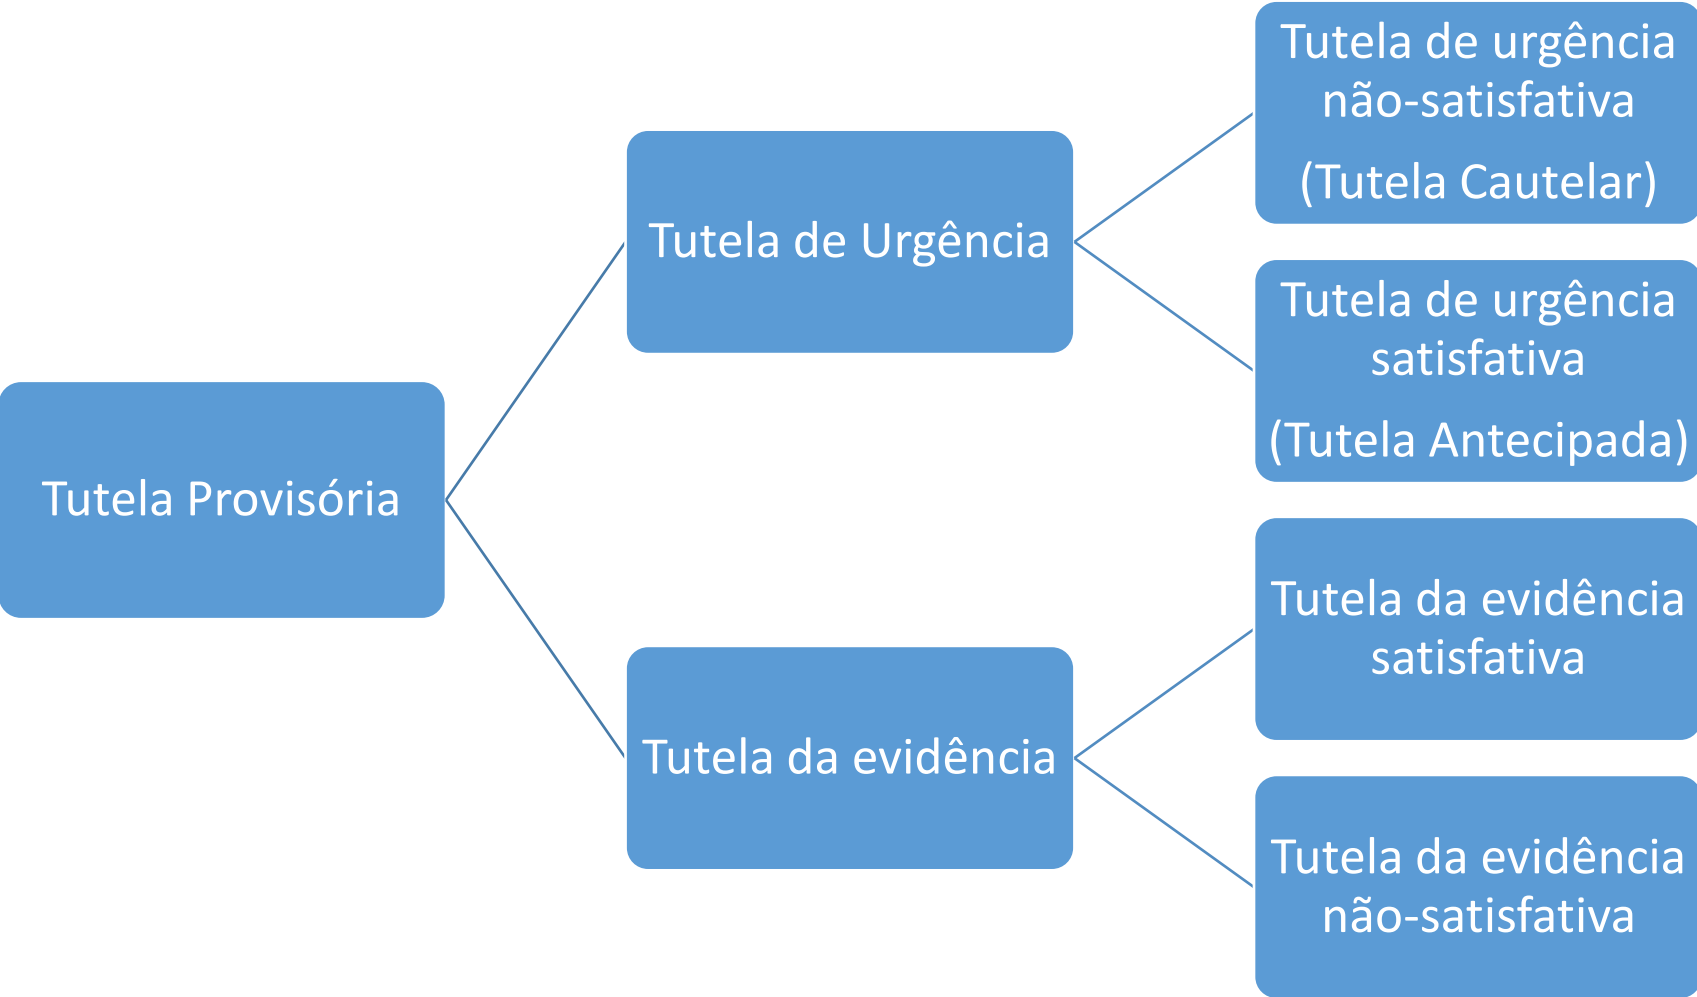 Tutela Provisória
Tutela de Urgência
Tutela de urgência
não-satisfativa
(Tutela Cautelar)
Tutela de urgência
satisfativa
(Tutela Antecipada)
Tutela da evidência
Tutela da evidência
satisfativa
Tutela da evidência
não-satisfativa